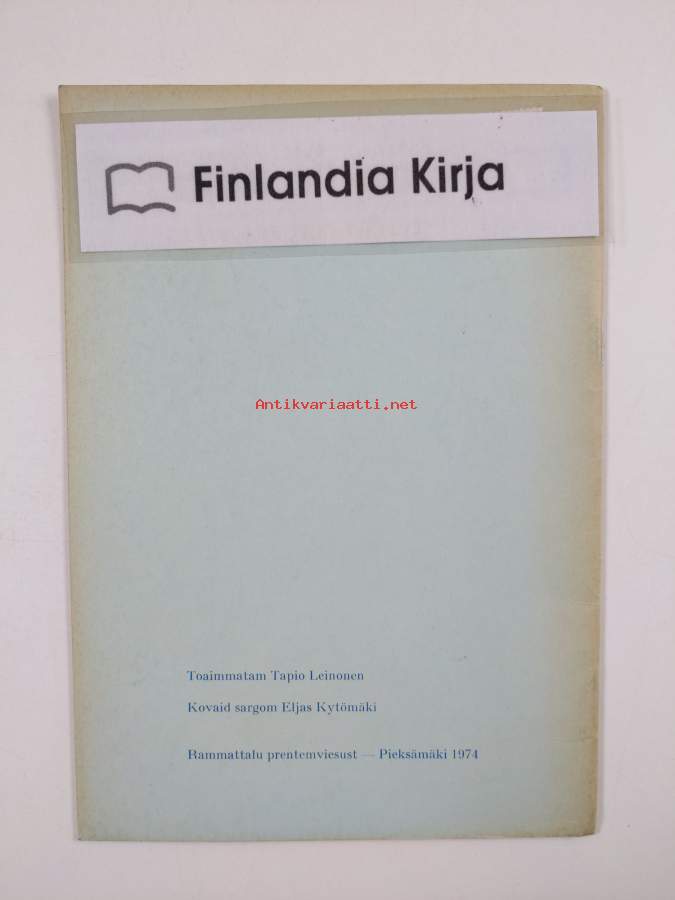 Finlandia Kirja
Antikvariaatti.net
Toaimmatam Tapio Leinonen
Kovaid sargom Eljas Kytömäki
Rammattalu prentemviesust — Pieksämäki 1974